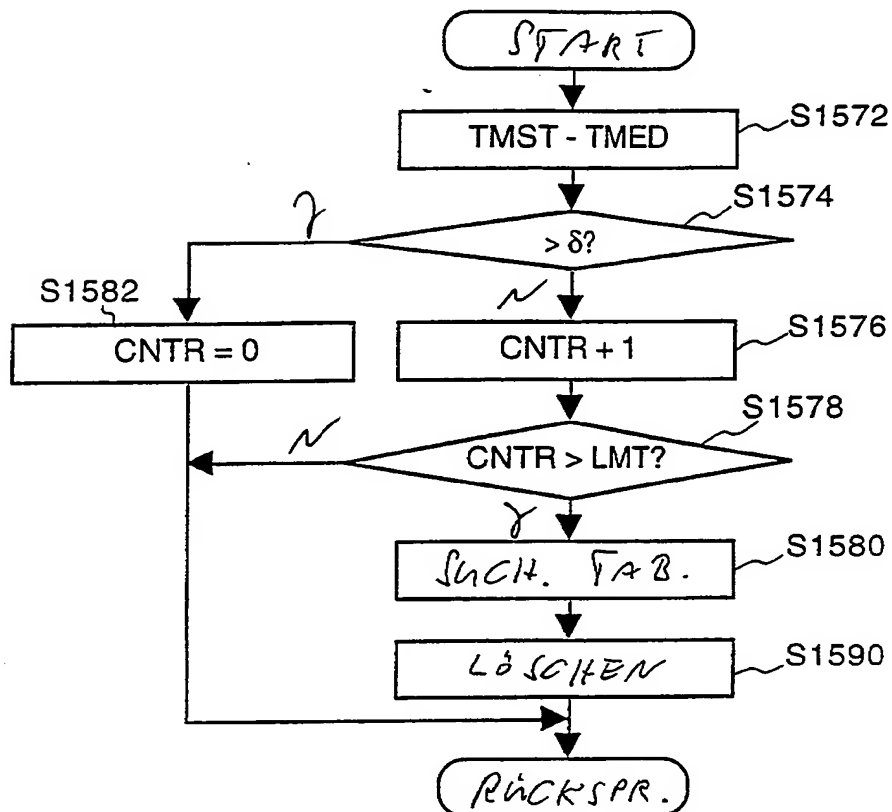 START
TMST - TMED
S1572
S1574
Y
> δ?
S1582
N
CNTR = 0
CNTR + 1
S1576
S1578
N
CNTR > LMT?
Y
SUCH. TAB.
S1580
LÖSCHEN
S1590
RÜCKSPR.